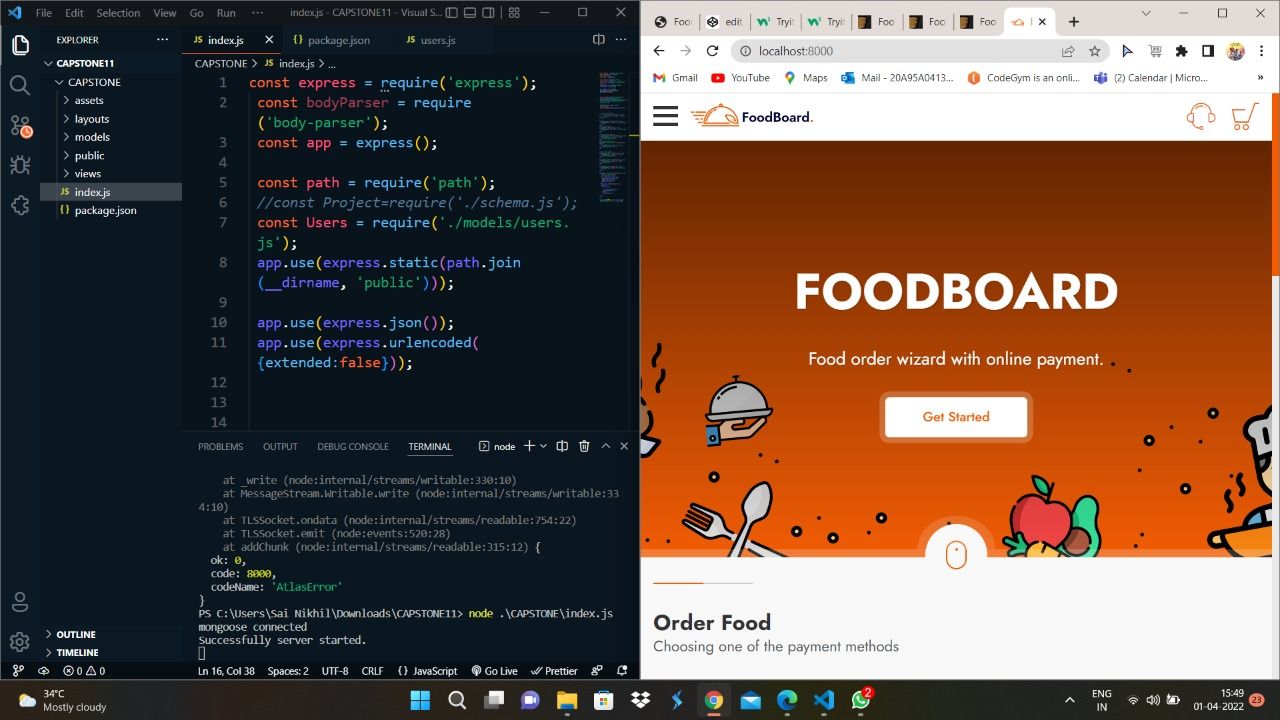 File Edit Selection View Go Run ... index.js - CAPSTONE11 - Visual S...
EXPLORER ...
CAPSTONE11
CAPSTONE
assets
layouts
models
public
index.js
package.json
OUTLINE
TIMELINE
index.js package.json users.js
CAPSTONE > index.js > ...
1 const express = require('express');
2 const bodyParser = require
('body-parser');
3 const app = express();
4
5 const path = require('path');
6 //const Project=require('./schema.js');
7 const Users = require('./models/users.
js');
8 app.use(express.static(path.join
(__dirname, 'public')));
9
10 app.use(express.json());
11 app.use(express.urlencoded(
{extended:false}));
12
13
14
PROBLEMS OUTPUT DEBUG CONSOLE TERMINAL node
at _write (node:internal/streams/writable:330:10)
at MessageStream.Writable.write (node:internal/streams/writable:33
4:10)
at TLSSocket.ondata (node:internal/streams/readable:754:22)
at TLSSocket.emit (node:events:520:28)
at addChunk (node:internal/streams/readable:315:12) {
ok: 0,
code: 8000,
codeName: 'AtlasError'
}
PS C:\Users\Sai Nikhil\Downloads\CAPSTONE11> node .\CAPSTONE\index.js
mongoose connected
Successfully server started.
0 0 Ln 16, Col 38 Spaces: 2 UTF-8 CRLF {} JavaScript Go Live Prettier
Foo edit Tryit Tryit Foo Foo Foo
localhost:8000
Gmail YouTube Maps Mail - 20A95A0413... CodeGym - Learn onli... (2) Calendar | Micro... »
FoodBoard.
FOODBOARD
Food order wizard with online payment.
Get Started
Order Food
Choosing one of the payment methods
34°C
Mostly cloudy
2
ENG
IN
15:49
01-04-2022
23